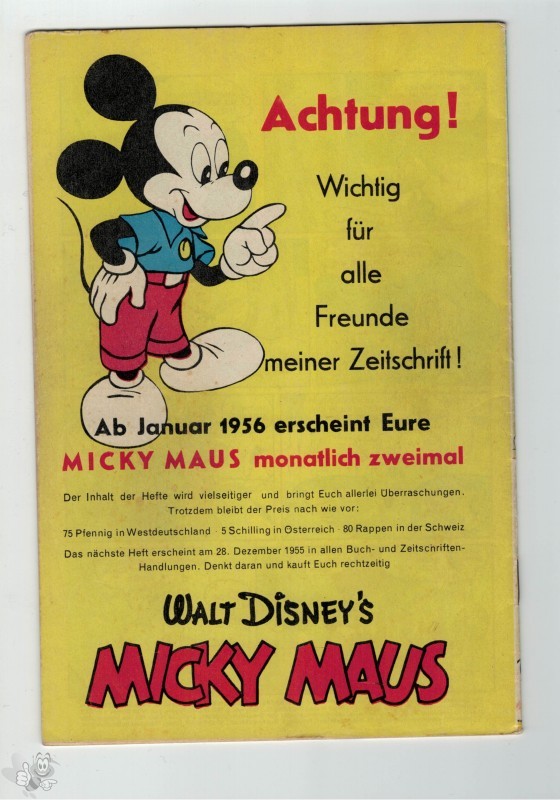 Achtung!
Wichtig
für
alle
Freunde
meiner Zeitschrift!
Ab Januar 1956 erscheint Eure
MICKY MAUS monatlich zweimal
Der Inhalt der Hefte wird vielseitiger und bringt Euch allerlei Überraschungen.
Trotzdem bleibt der Preis nach wie vor:
75 Pfennig in Westdeutschland · 5 Schilling in Österreich · 80 Rappen in der Schweiz
Das nächste Heft erscheint am 28. Dezember 1955 in allen Buch- und Zeitschriften-
Handlungen. Denkt daran und kauft Euch rechtzeitig
WALT DISNEY'S
MICKY MAUS